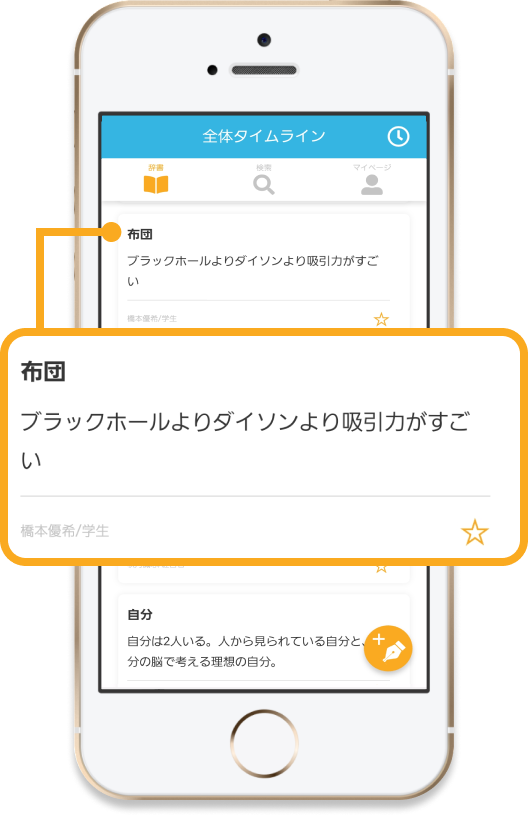 全体タイムライン
辞書
検索
マイページ
布団
ブラックホールよりダイソンより吸引力がすご
い
橋本優希/学生
布団
ブラックホールよりダイソンより吸引力がすご
い
橋本優希/学生
自分
自分は2人いる。人から見られている自分と、
分の脳で考える理想の自分。